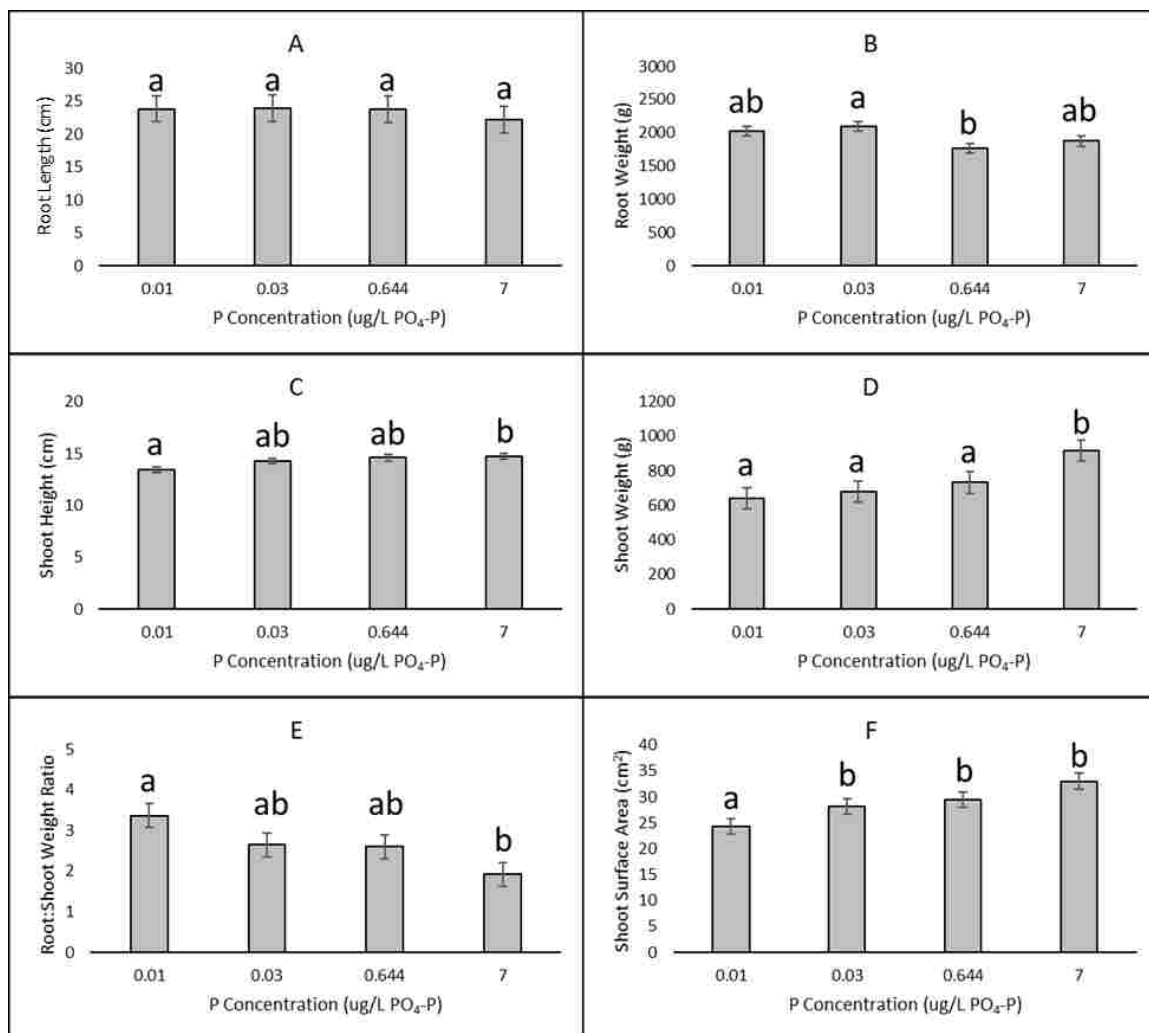 A
Root Length (cm)
30
25
20
15
10
5
0
a a a a
0.01 0.03 0.644 7
P Concentration (ug/L PO₄-P)
B
Root Weight (g)
3000
2500
2000
1500
1000
500
0
ab a b ab
0.01 0.03 0.644 7
P Concentration (ug/L PO₄-P)
C
Shoot Height (cm)
20
15
10
5
0
a ab ab b
0.01 0.03 0.644 7
P Concentration (ug/L PO₄-P)
D
Shoot Weight (g)
1200
1000
800
600
400
200
0
a a a b
0.01 0.03 0.644 7
P Concentration (ug/L PO₄-P)
E
Root:Shoot Weight Ratio
5
4
3
2
1
0
a ab ab b
0.01 0.03 0.644 7
P Concentration (ug/L PO₄-P)
F
Shoot Surface Area (cm²)
40
35
30
25
20
15
10
5
0
a b b b
0.01 0.03 0.644 7
P Concentration (ug/L PO₄-P)